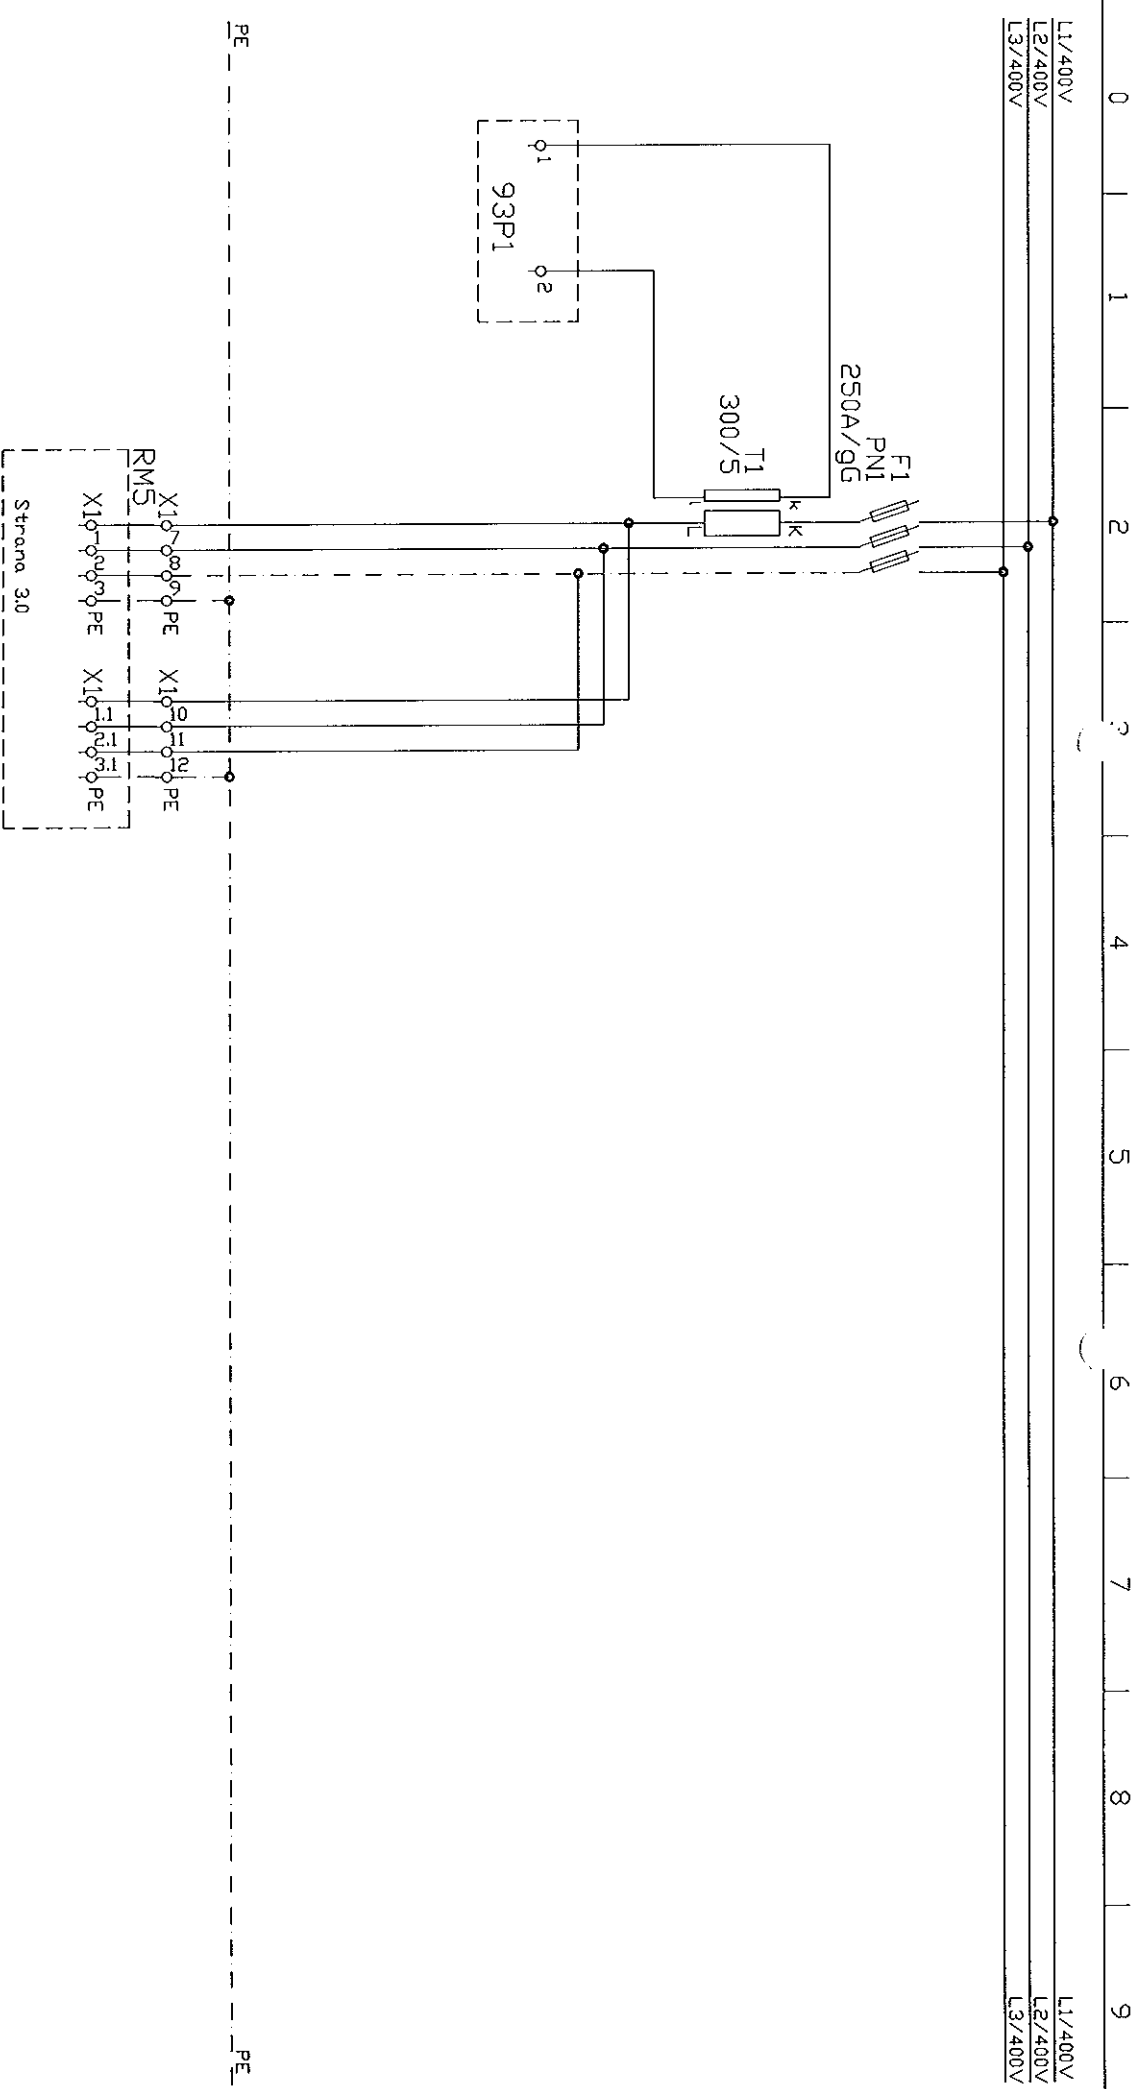 0
1
2
4
5
6
7
8
9
L1/400V
L2/400V
L3/400V
L1/400V
L2/400V
L3/400V
F1
PN1
250A/gG
T1
300/5
k
l
K
L
1
2
93P1
PE
PE
X1
7
8
9
PE
X1
10
11
12
PE
RM5
X1
1
2
3
PE
X1
1.1
2.1
3.1
PE
Strana 3.0